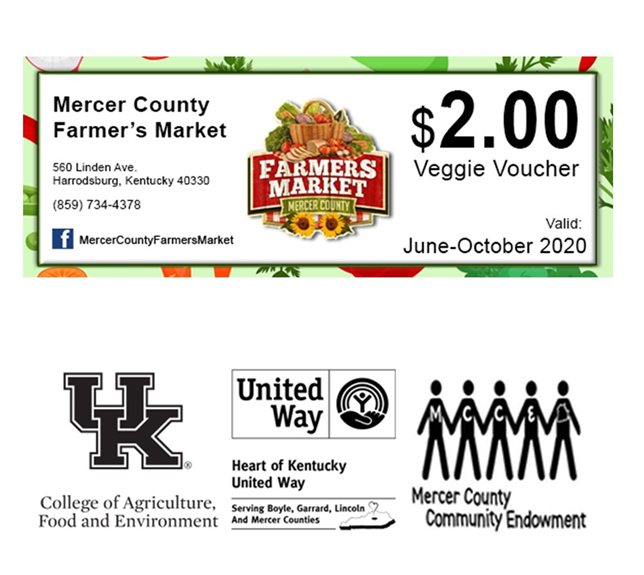 Mercer County
Farmer's Market
560 Linden Ave.
Harrodsburg, Kentucky 40330
(859) 734-4378
f MercerCountyFarmersMarket
FARMERS
MARKET
MERCER COUNTY
$2.00
Veggie Voucher
Valid:
June-October 2020
UK®
College of Agriculture,
Food and Environment
United
Way
Heart of Kentucky
United Way
Serving Boyle, Garrard, Lincoln
And Mercer Counties
M C C E
Mercer County
Community Endowment